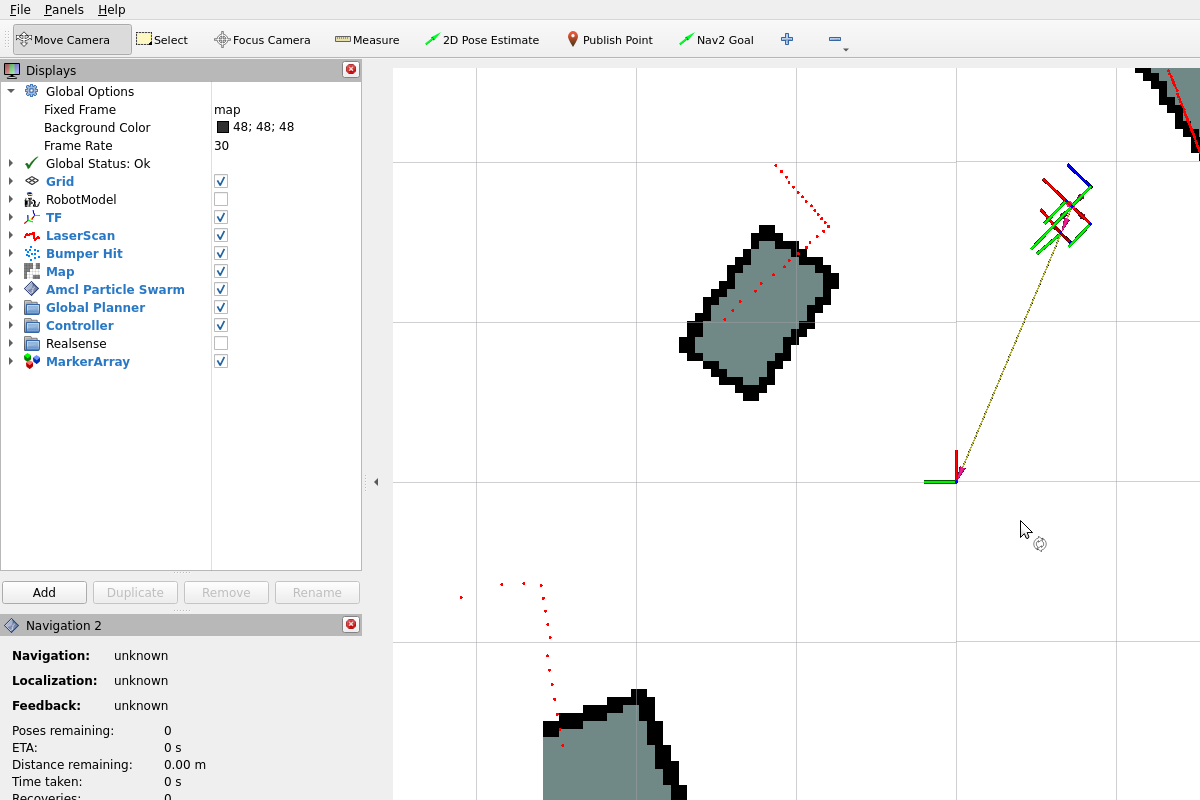 File Panels Help
Move Camera Select Focus Camera Measure 2D Pose Estimate Publish Point Nav2 Goal
Displays
Global Options
Fixed Frame map
Background Color 48; 48; 48
Frame Rate 30
Global Status: Ok
Grid
RobotModel
TF
LaserScan
Bumper Hit
Map
Amcl Particle Swarm
Global Planner
Controller
Realsense
MarkerArray
Add Duplicate Remove Rename
Navigation 2
Navigation: unknown
Localization: unknown
Feedback: unknown
Poses remaining: 0
ETA: 0 s
Distance remaining: 0.00 m
Time taken: 0 s
Recoveries: 0